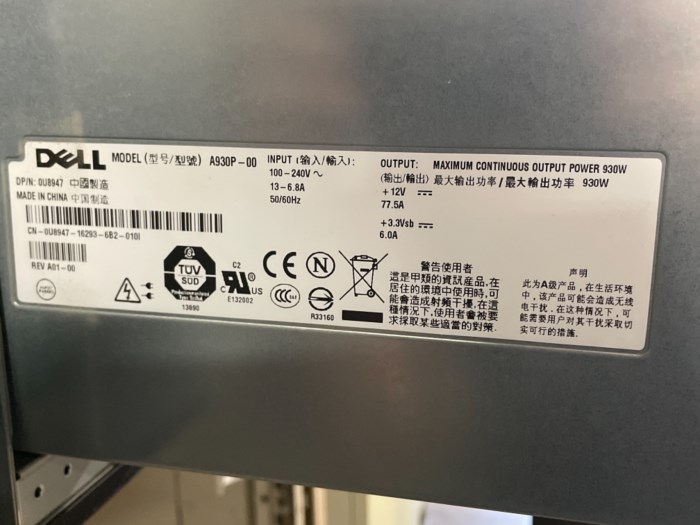 DELL MODEL (型号/型號) A930P-00
DP/N: 0U8947 中國製造
MADE IN CHINA 中国制造
CN-0U8947-16293-6B2-010I
REV A01-00
INPUT (输入/輸入):
100-240V ~
13-6.8A
50/60Hz
OUTPUT: MAXIMUM CONTINUOUS OUTPUT POWER 930W
(输出/輸出) 最大输出功率/最大輸出功率 930W
+12V ⎓
77.5A
+3.3Vsb ⎓
6.0A
TÜV
SÜD
13890
C2
c RU US
E132002
CE
N
CCC
R33160
警告使用者
這是甲類的資訊産品,在
居住的環境中使用時,可
能會造成射頻干擾,在這
種情況下,使用者會被要
求採取某些適當的對策.
声明
此为A级产品，在生活环境
中，该产品可能会造成无线
电干扰．在这种情况下，可
能需要用户对其干扰采取切
实可行的措施．